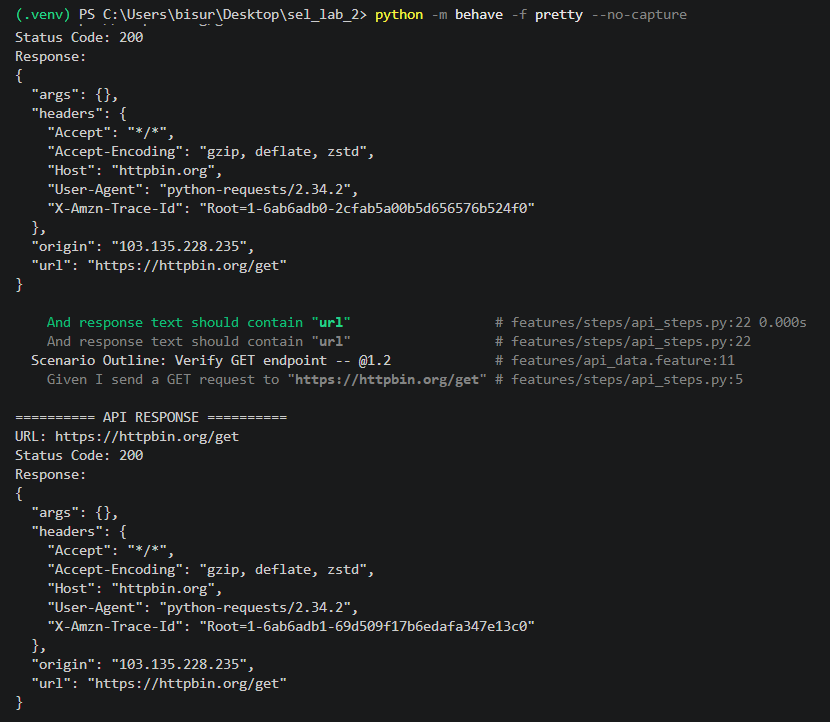 (.venv) PS C:\Users\bisur\Desktop\sel_lab_2> python -m behave -f pretty --no-capture
Status Code: 200
Response:
{
  "args": {},
  "headers": {
    "Accept": "*/*",
    "Accept-Encoding": "gzip, deflate, zstd",
    "Host": "httpbin.org",
    "User-Agent": "python-requests/2.34.2",
    "X-Amzn-Trace-Id": "Root=1-6ab6adb0-2cfab5a00b5d656576b524f0"
  },
  "origin": "103.135.228.235",
  "url": "https://httpbin.org/get"
}
    And response text should contain "url"                  # features/steps/api_steps.py:22 0.000s
    And response text should contain "url"                  # features/steps/api_steps.py:22
  Scenario Outline: Verify GET endpoint -- @1.2             # features/api_data.feature:11
    Given I send a GET request to "https://httpbin.org/get" # features/steps/api_steps.py:5
========== API RESPONSE ==========
URL: https://httpbin.org/get
Status Code: 200
Response:
{
  "args": {},
  "headers": {
    "Accept": "*/*",
    "Accept-Encoding": "gzip, deflate, zstd",
    "Host": "httpbin.org",
    "User-Agent": "python-requests/2.34.2",
    "X-Amzn-Trace-Id": "Root=1-6ab6adb1-69d509f17b6edafa347e13c0"
  },
  "origin": "103.135.228.235",
  "url": "https://httpbin.org/get"
}